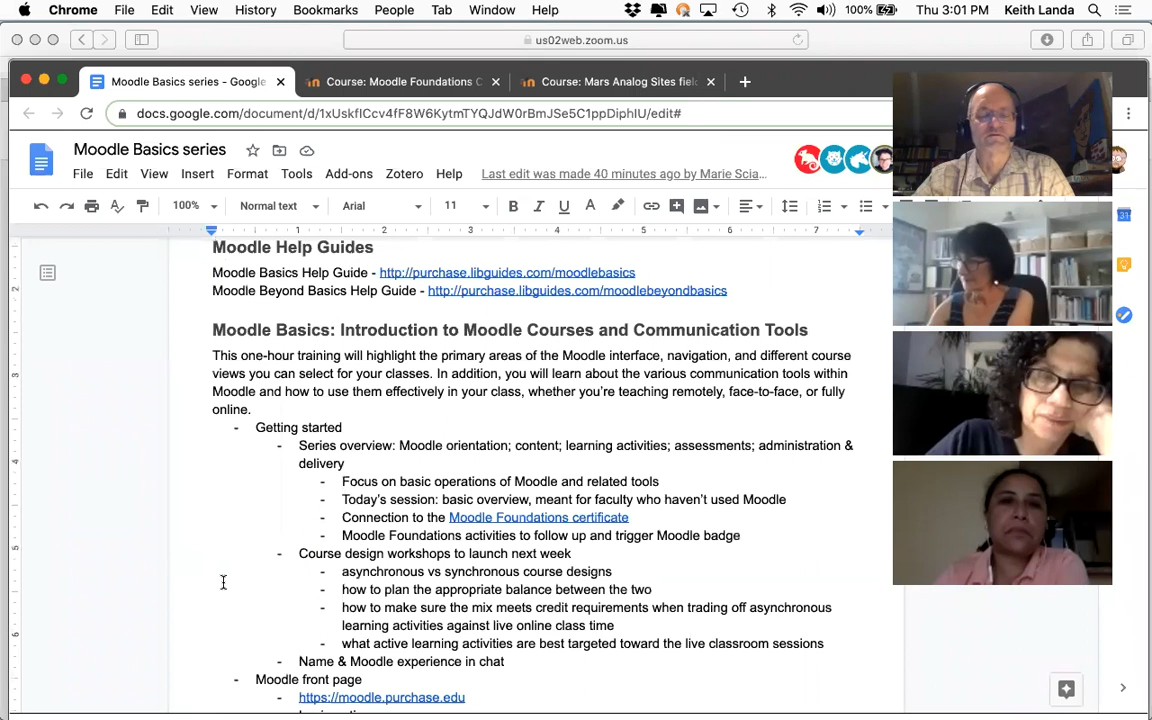 Chrome File Edit View History Bookmarks People Tab Window Help 100% Thu 3:01 PM Keith Landa
us02web.zoom.us
Moodle Basics series - Google Course: Moodle Foundations C Course: Mars Analog Sites fiel
docs.google.com/document/d/1xUskfICcv4fF8W6KytmTYQJdW0rBmJSe5C1ppDiphIU/edit#
Moodle Basics series
File Edit View Insert Format Tools Add-ons Zotero Help Last edit was made 40 minutes ago by Marie Scia...
100% Normal text Arial 11 B I U A
1 2 3 4 5 6 7
Moodle Help Guides
Moodle Basics Help Guide - http://purchase.libguides.com/moodlebasics
Moodle Beyond Basics Help Guide - http://purchase.libguides.com/moodlebeyondbasics
Moodle Basics: Introduction to Moodle Courses and Communication Tools
This one-hour training will highlight the primary areas of the Moodle interface, navigation, and different course
views you can select for your classes. In addition, you will learn about the various communication tools within
Moodle and how to use them effectively in your class, whether you're teaching remotely, face-to-face, or fully
online.
- Getting started
- Series overview: Moodle orientation; content; learning activities; assessments; administration &
delivery
- Focus on basic operations of Moodle and related tools
- Today's session: basic overview, meant for faculty who haven't used Moodle
- Connection to the Moodle Foundations certificate
- Moodle Foundations activities to follow up and trigger Moodle badge
- Course design workshops to launch next week
- asynchronous vs synchronous course designs
- how to plan the appropriate balance between the two
- how to make sure the mix meets credit requirements when trading off asynchronous
learning activities against live online class time
- what active learning activities are best targeted toward the live classroom sessions
- Name & Moodle experience in chat
- Moodle front page
- https://moodle.purchase.edu